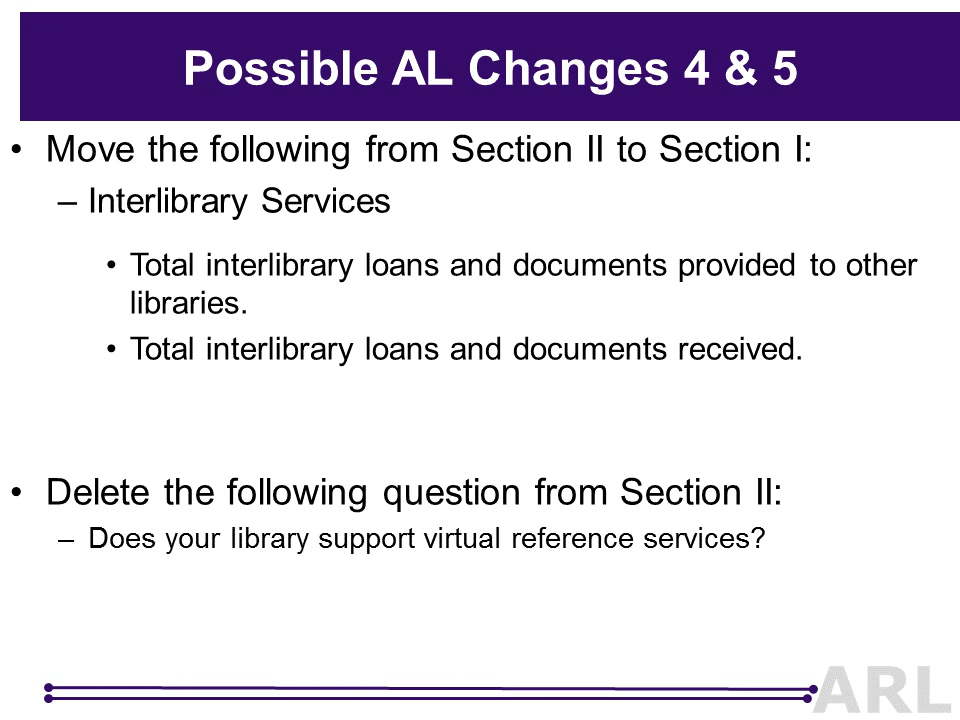 Possible AL Changes 4 & 5
• Move the following from Section II to Section I:
– Interlibrary Services
• Total interlibrary loans and documents provided to other
libraries.
• Total interlibrary loans and documents received.
• Delete the following question from Section II:
– Does your library support virtual reference services?
ARL